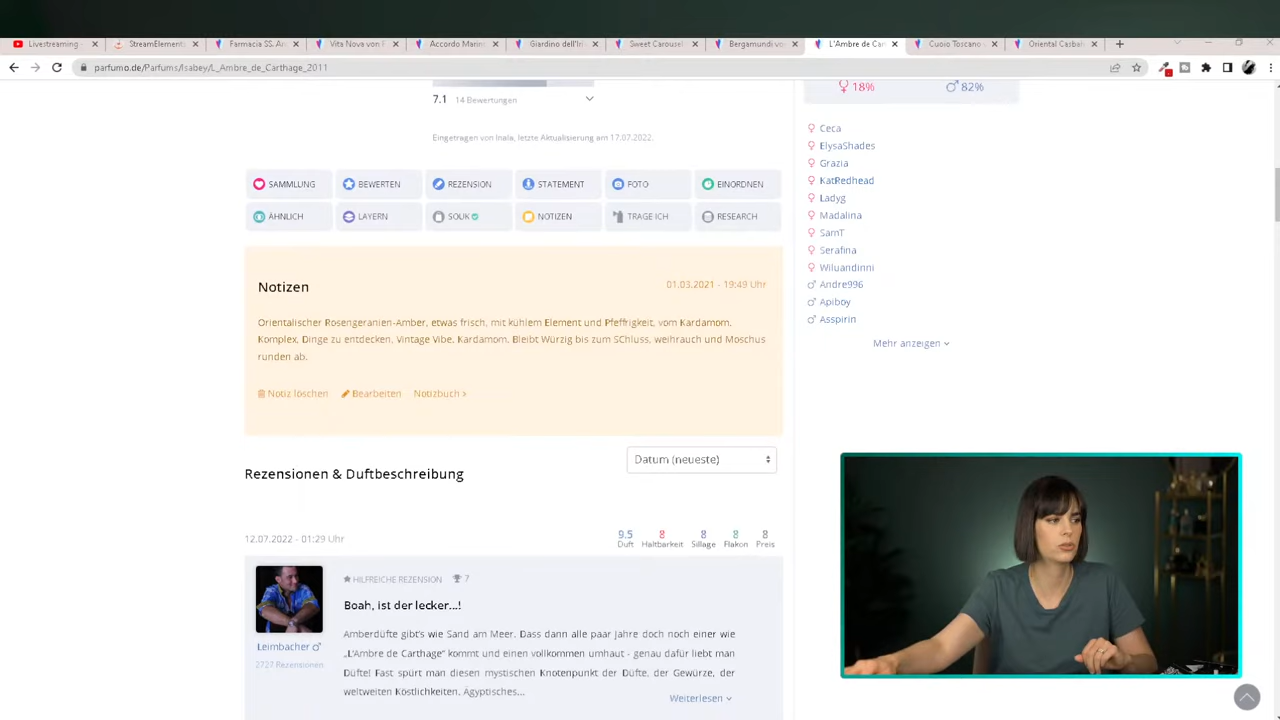 Livestreaming -
StreamElements
Farmacia SS. An
Vita Nova von F
Accordo Marino
Giardino dell'In
Sweet Carousel
Bergamundi vo
L'Ambre de Car
Cuoio Toscano
Oriental Casbah
parfumo.de/Parfums/Isabey/L_Ambre_de_Carthage_2011
7.1 14 Bewertungen
Eingetragen von Inala, letzte Aktualisierung am 17.07.2022.
SAMMLUNG
BEWERTEN
REZENSION
STATEMENT
FOTO
EINORDNEN
ÄHNLICH
LAYERN
SOUK
NOTIZEN
TRAGE ICH
RESEARCH
Notizen
01.03.2021 - 19:49 Uhr
Orientalischer Rosengeranien-Amber, etwas frisch, mit kühlem Element und Pfeffrigkeit, vom Kardamom.
Komplex, Dinge zu entdecken. Vintage Vibe. Kardamom. Bleibt Würzig bis zum SChluss, weihrauch und Moschus
runden ab.
Notiz löschen
Bearbeiten
Notizbuch >
Rezensionen & Duftbeschreibung
Datum (neueste)
12.07.2022 - 01:29 Uhr
9.5 8 8 8 8
Duft Haltbarkeit Sillage Flakon Preis
HILFREICHE REZENSION 7
Boah, ist der lecker...!
Leimbacher
2727 Rezensionen
Amberdüfte gibt's wie Sand am Meer. Dass dann alle paar Jahre doch noch einer wie
„L'Ambre de Carthage“ kommt und einen vollkommen umhaut - genau dafür liebt man
Düfte! Fast spürt man diesen mystischen Knotenpunkt der Düfte, der Gewürze, der
weltweiten Köstlichkeiten. Ägyptisches...
Weiterlesen
18% 82%
Ceca
ElysaShades
Grazia
KatRedhead
Ladyg
Madalina
SamT
Serafina
Wiluandinni
Andre996
Apiboy
Asspirin
Mehr anzeigen